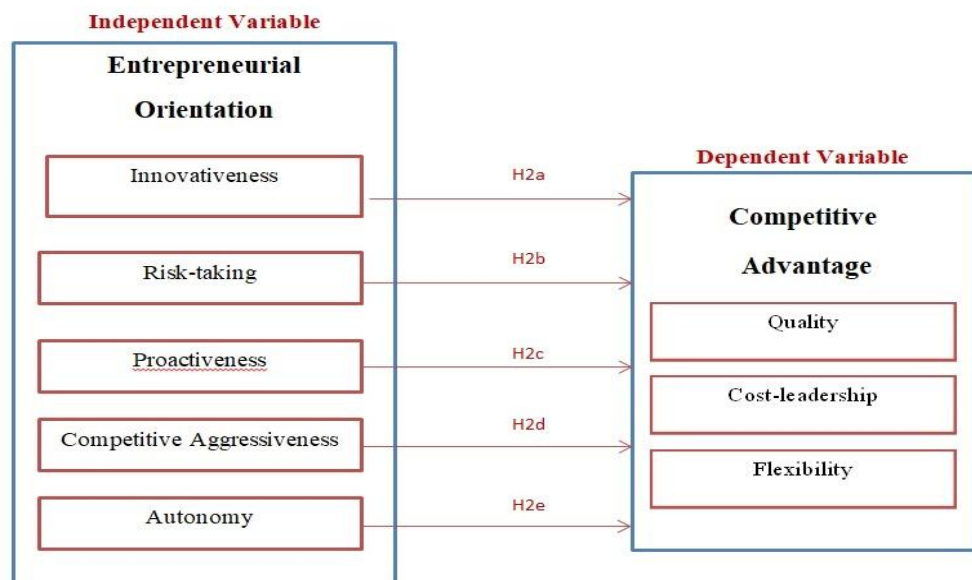 Independent Variable
Entrepreneurial
Orientation
Innovativeness
Risk-taking
Proactiveness
Competitive Aggressiveness
Autonomy
H2a
H2b
H2c
H2d
H2e
Dependent Variable
Competitive
Advantage
Quality
Cost-leadership
Flexibility